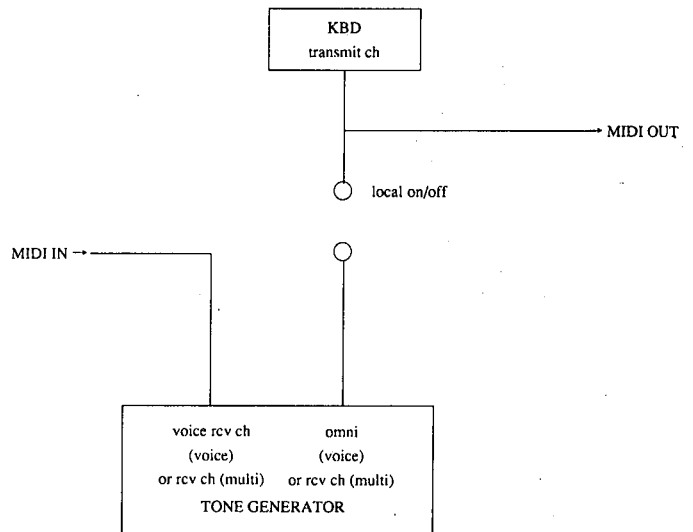 KBD
transmit ch
MIDI OUT
local on/off
MIDI IN
voice rcv ch
(voice)
or rcv ch (multi)
omni
(voice)
or rcv ch (multi)
TONE GENERATOR